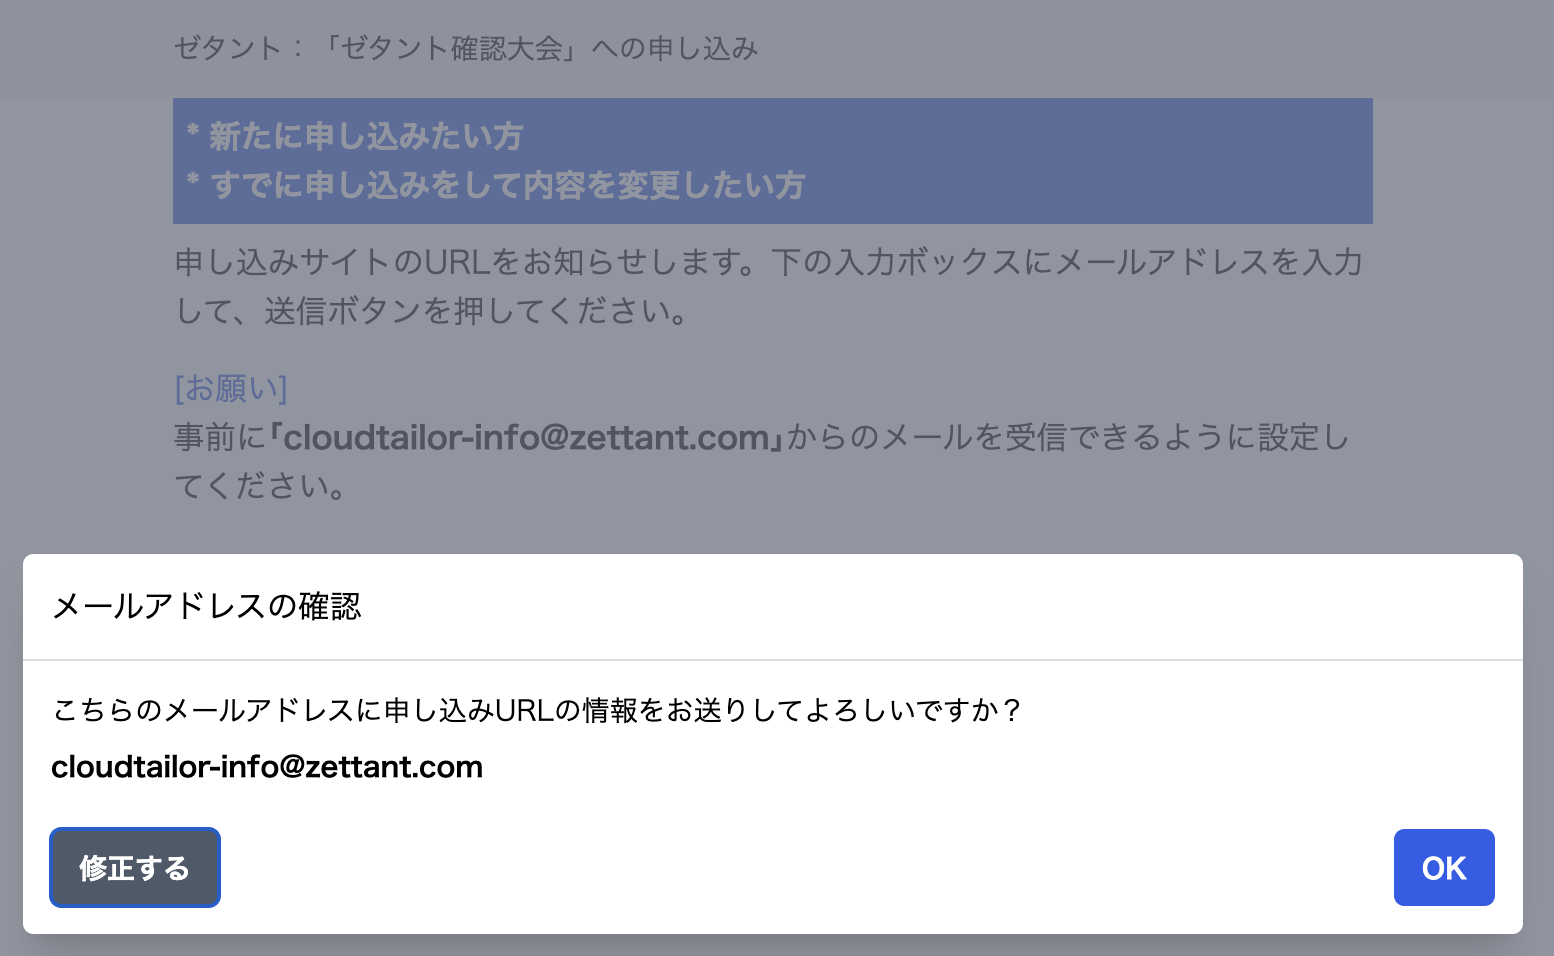 ゼタント：「ゼタント確認大会」への申し込み
* 新たに申し込みたい方
* すでに申し込みをして内容を変更したい方
申し込みサイトのURLをお知らせします。下の入力ボックスにメールアドレスを入力
して、送信ボタンを押してください。
[お願い]
事前に「cloudtailor-info@zettant.com」からのメールを受信できるように設定し
てください。
メールアドレスの確認
こちらのメールアドレスに申し込みURLの情報をお送りしてよろしいですか？
cloudtailor-info@zettant.com
修正する
OK